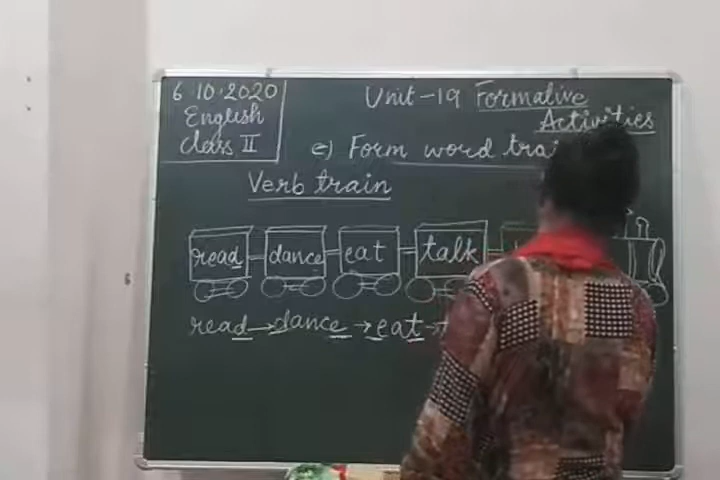 6.10.2020
English
Class II
Unit-19 Formative
Activities
e) Form word
Verb train
read dance eat talk
read → dance → eat →